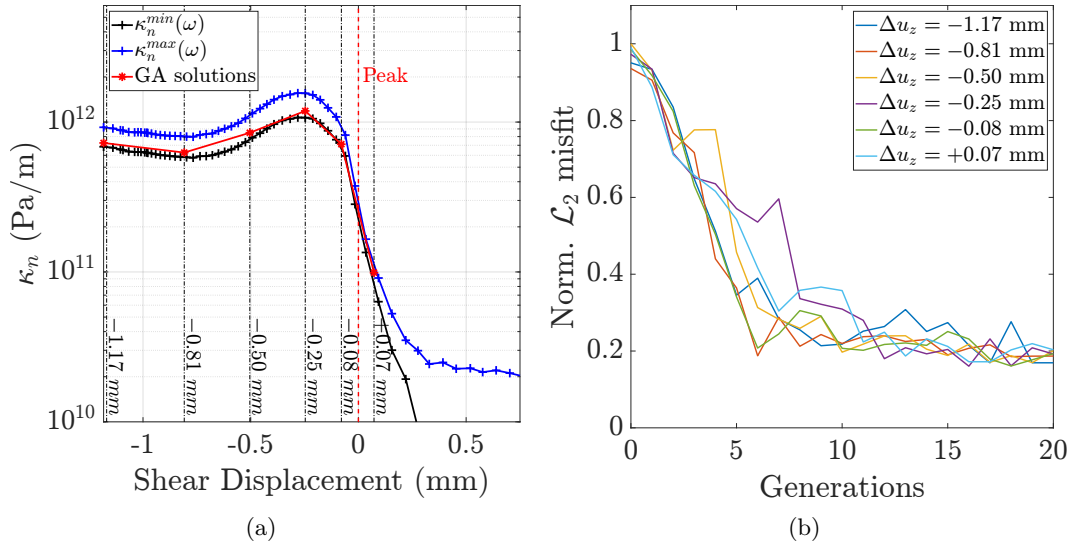 κ_n^{min}(ω)
κ_n^{max}(ω)
GA solutions
Peak
10^{12}
10^{11}
10^{10}
κ_n (Pa/m)
−1.17 mm
−0.81 mm
−0.50 mm
−0.25 mm
−0.08 mm
+0.07 mm
-1 -0.5 0 0.5
Shear Displacement (mm)
(a)
Δu_z = −1.17 mm
Δu_z = −0.81 mm
Δu_z = −0.50 mm
Δu_z = −0.25 mm
Δu_z = −0.08 mm
Δu_z = +0.07 mm
1
0.8
0.6
0.4
0.2
0
Norm. ℒ_2 misfit
0 5 10 15 20
Generations
(b)